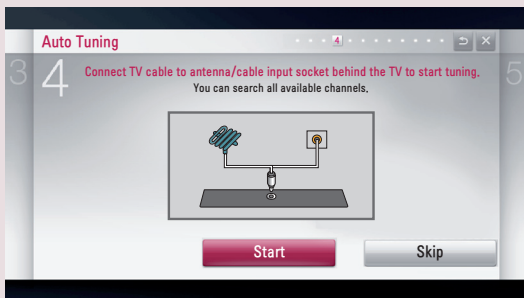 Auto Tuning
4
3
4
5
Connect TV cable to antenna/cable input socket behind the TV to start tuning.
You can search all available channels.
Start
Skip